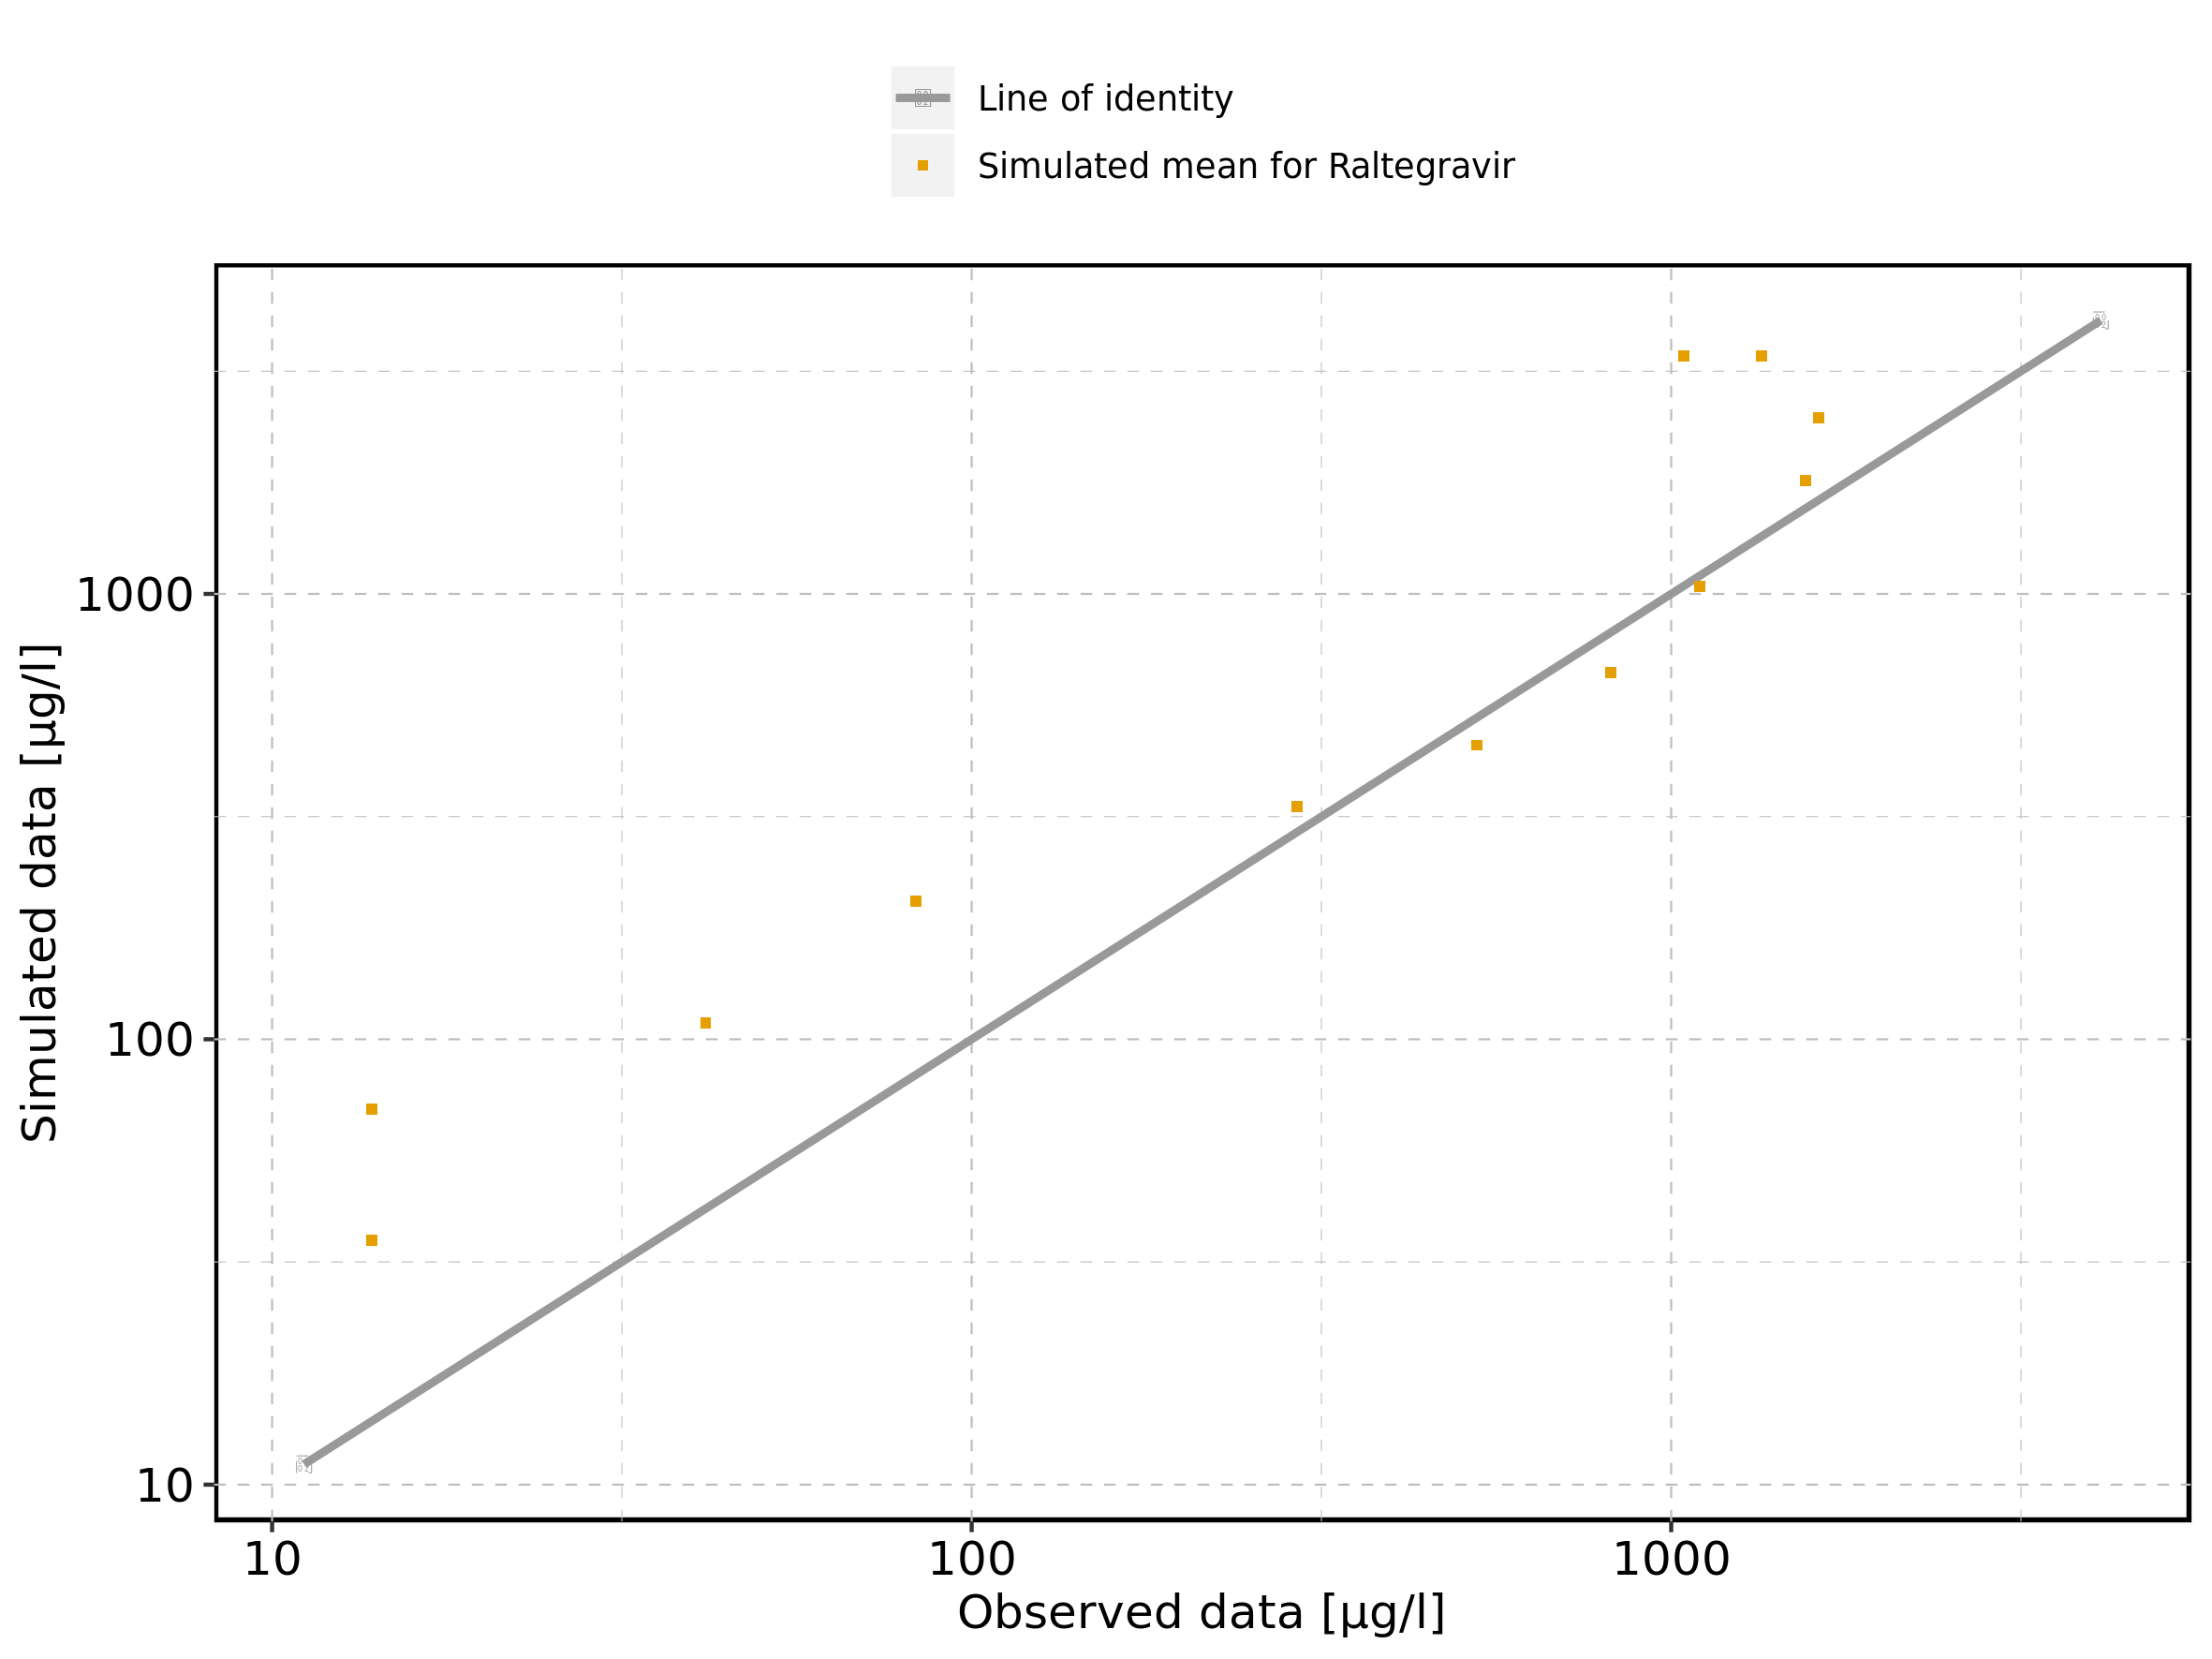 Line of identity
Simulated mean for Raltegravir
Simulated data [µg/l]
1000
100
10
10
100
1000
Observed data [µg/l]